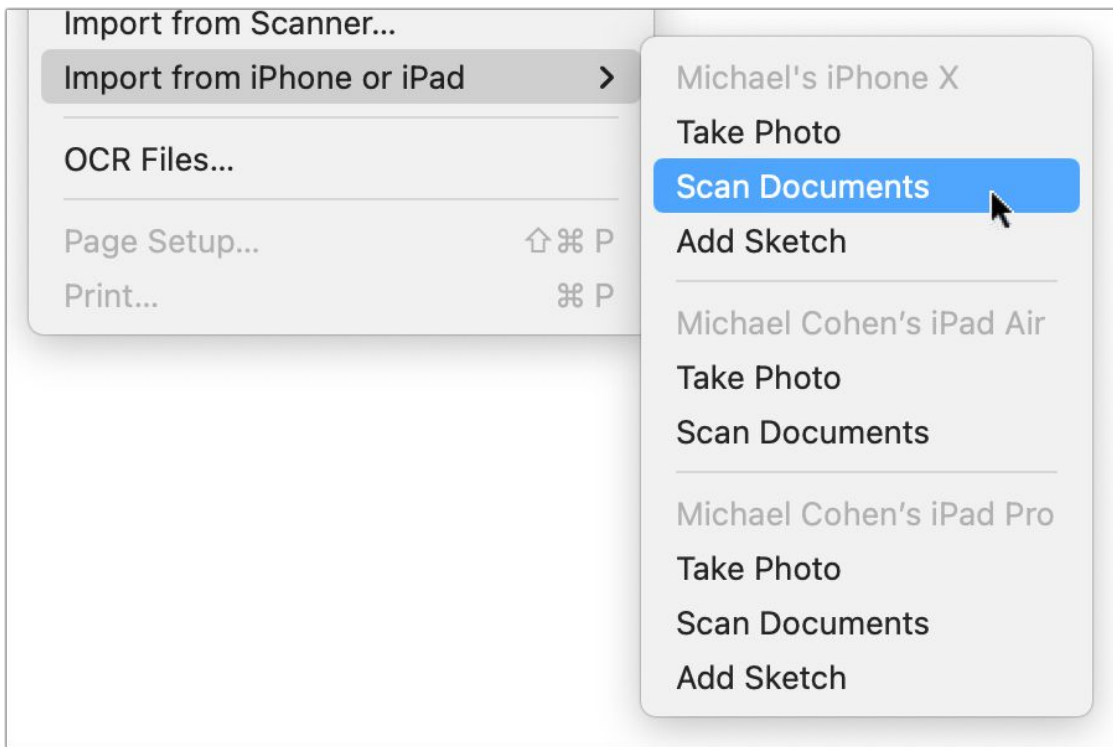 Import from Scanner...
Import from iPhone or iPad >
OCR Files...
Page Setup... ⇧⌘ P
Print... ⌘ P
Michael's iPhone X
Take Photo
Scan Documents
Add Sketch
Michael Cohen’s iPad Air
Take Photo
Scan Documents
Michael Cohen’s iPad Pro
Take Photo
Scan Documents
Add Sketch